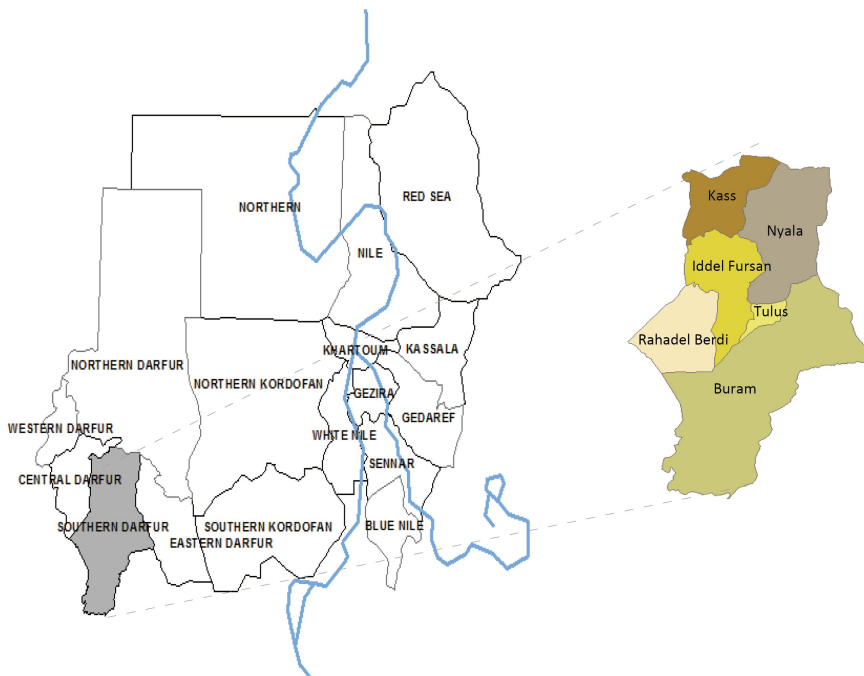 RED SEA
NORTHERN
NILE
KHARTOUM
KASSALA
NORTHERN DARFUR
NORTHERN KORDOFAN
GEZIRA
GEDAREF
WESTERN DARFUR
WHITE NILE
SENNAR
CENTRAL DARFUR
SOUTHERN DARFUR
SOUTHERN KORDOFAN
BLUE NILE
EASTERN DARFUR
Kass
Nyala
Iddel Fursan
Tulus
Rahadel Berdi
Buram